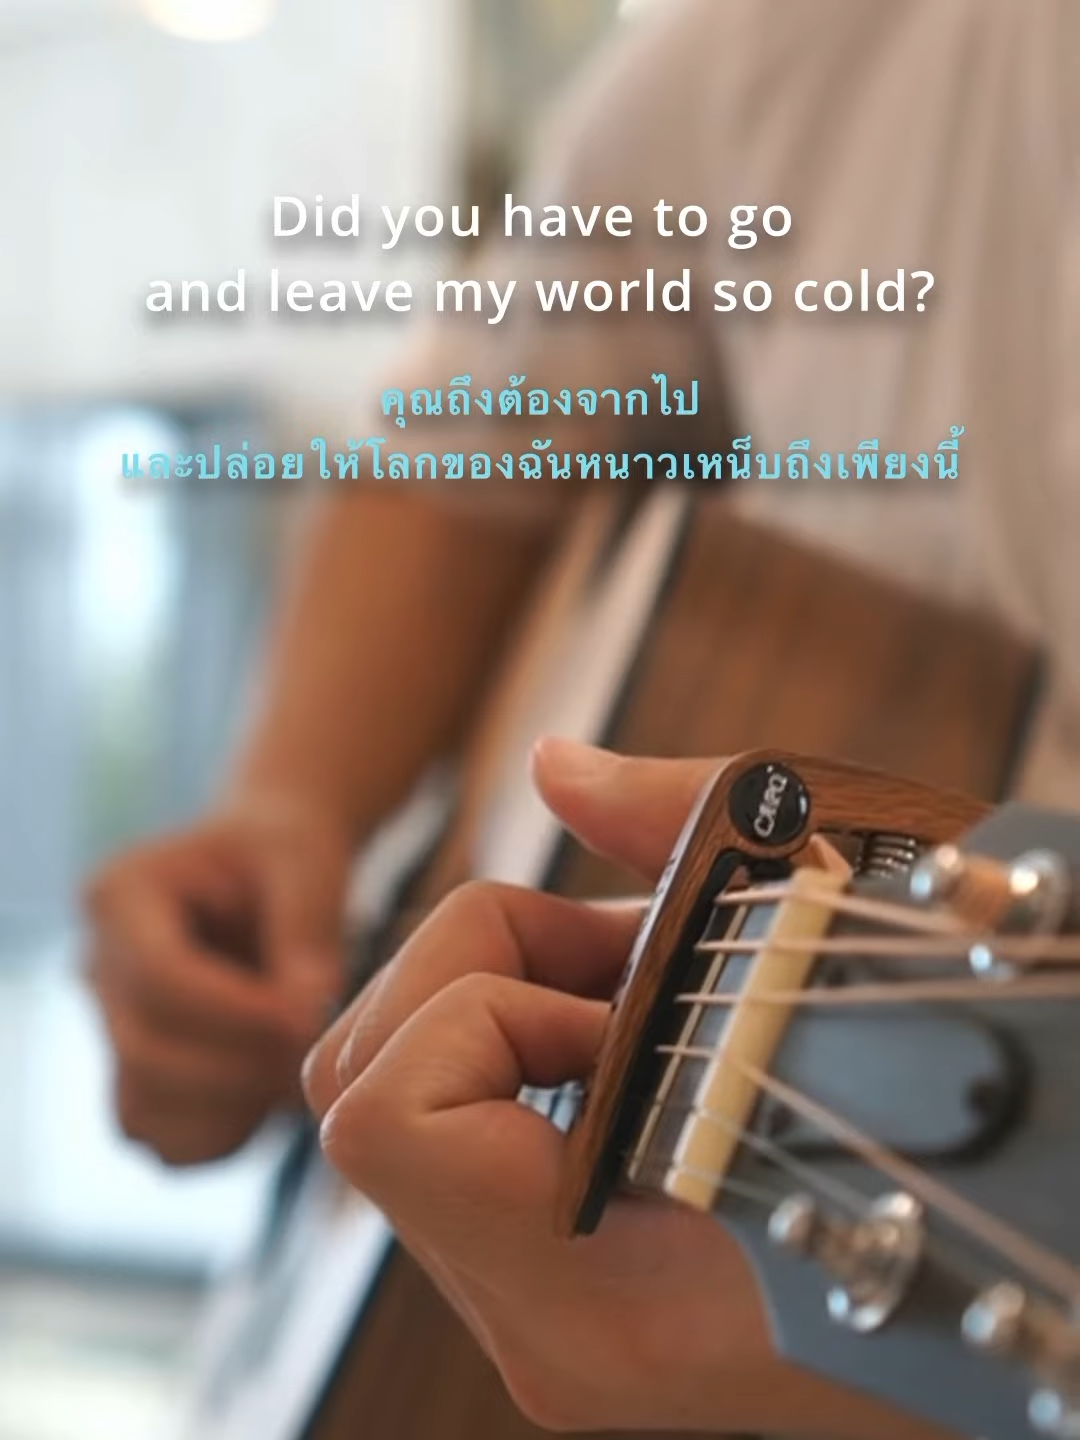 Did you have to go
and leave my world so cold?
คุณถึงต้องจากไป
และปล่อยให้โลกของฉันหนาวเหน็บถึงเพียงนี้
CAPO